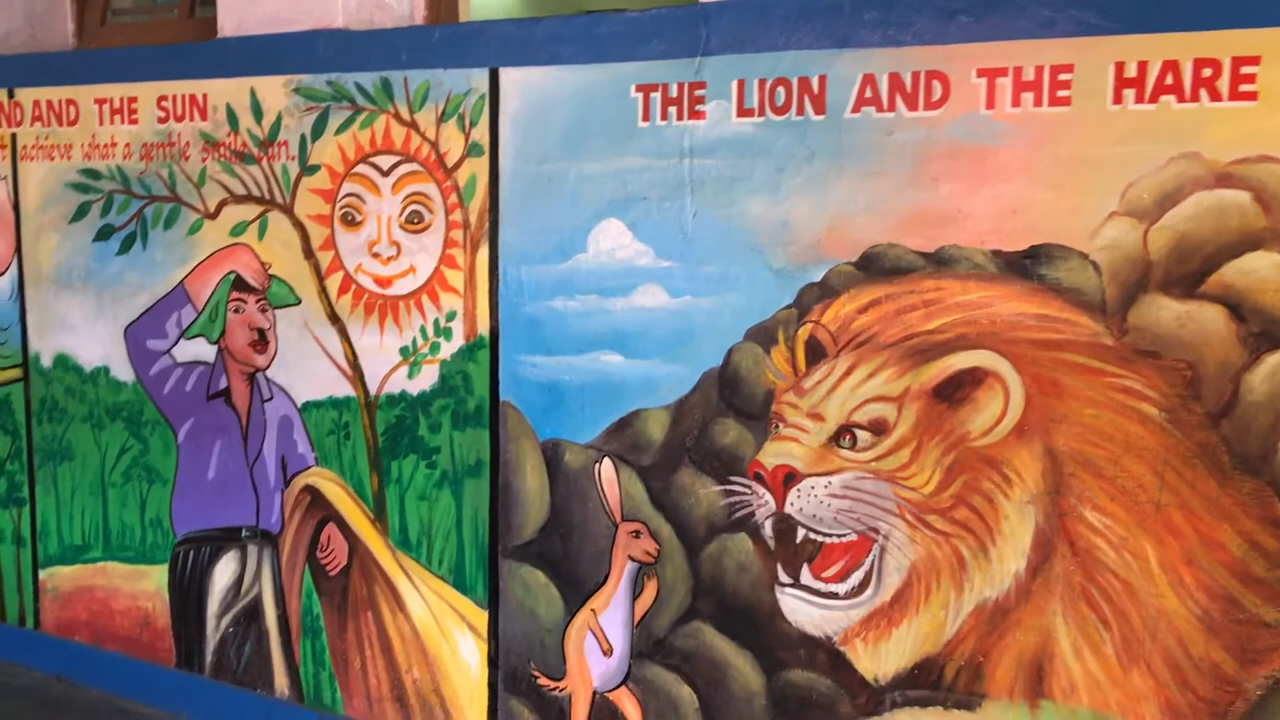 ND AND THE SUN
t achieve what a gentle smile can.
THE LION AND THE HARE